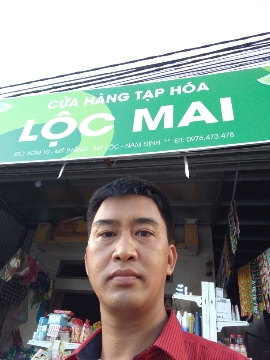 CỬA HÀNG TẠP HÓA
LỘC MAI
ĐC: XÓM 10 - MỸ THẮNG - MỸ LỘC - NAM ĐỊNH ** ĐT: 0976.473.478